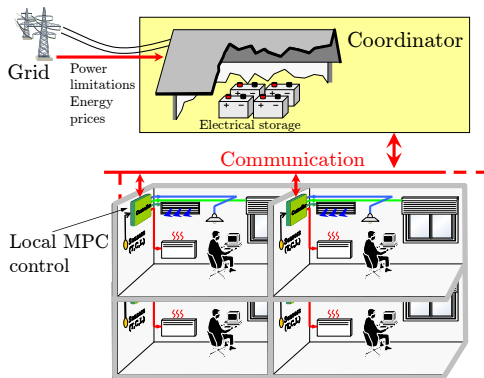 Coordinator
Grid
Power
limitations
Energy
prices
Electrical storage
Communication
Local MPC
control